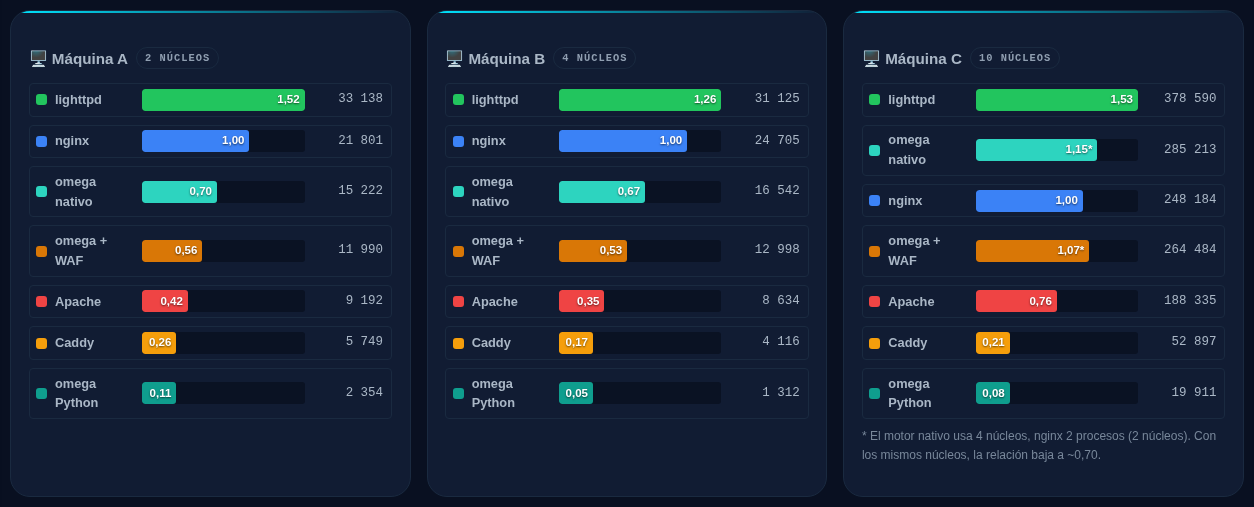 Máquina A 2 NÚCLEOS
lighttpd 1,52 33 138
nginx 1,00 21 801
omega
nativo 0,70 15 222
omega +
WAF 0,56 11 990
Apache 0,42 9 192
Caddy 0,26 5 749
omega
Python 0,11 2 354
Máquina B 4 NÚCLEOS
lighttpd 1,26 31 125
nginx 1,00 24 705
omega
nativo 0,67 16 542
omega +
WAF 0,53 12 998
Apache 0,35 8 634
Caddy 0,17 4 116
omega
Python 0,05 1 312
Máquina C 10 NÚCLEOS
lighttpd 1,53 378 590
omega
nativo 1,15* 285 213
nginx 1,00 248 184
omega +
WAF 1,07* 264 484
Apache 0,76 188 335
Caddy 0,21 52 897
omega
Python 0,08 19 911
* El motor nativo usa 4 núcleos, nginx 2 procesos (2 núcleos). Con
los mismos núcleos, la relación baja a ~0,70.